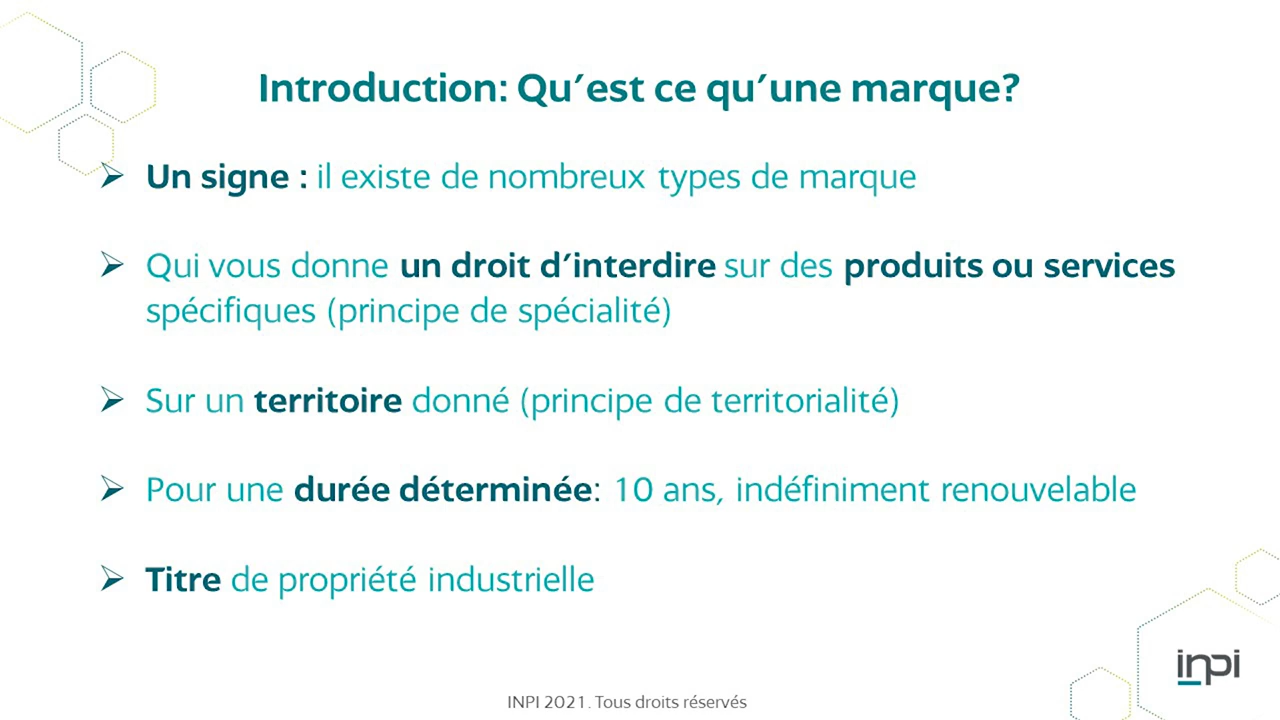 Introduction: Qu'est ce qu'une marque?
➢ Un signe : il existe de nombreux types de marque
➢ Qui vous donne un droit d'interdire sur des produits ou services
spécifiques (principe de spécialité)
➢ Sur un territoire donné (principe de territorialité)
➢ Pour une durée déterminée: 10 ans, indéfiniment renouvelable
➢ Titre de propriété industrielle
inpi
INPI 2021. Tous droits réservés